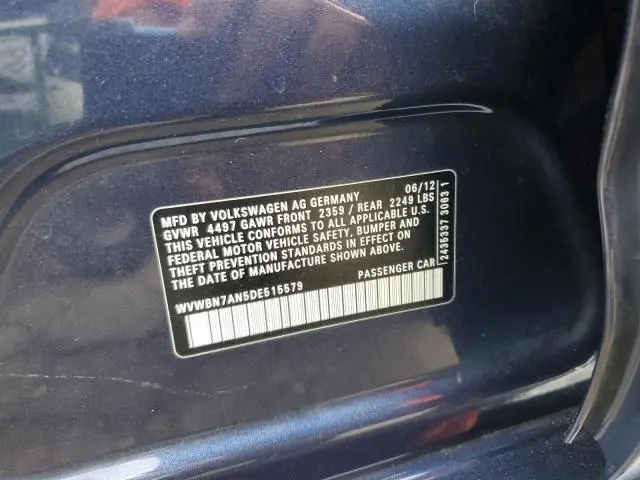 MFD BY VOLKSWAGEN AG GERMANY 06/12
GVWR 4497 GAWR FRONT 2359 / REAR 2249 LBS
THIS VEHICLE CONFORMS TO ALL APPLICABLE U.S.
FEDERAL MOTOR VEHICLE SAFETY, BUMPER AND
THEFT PREVENTION STANDARDS IN EFFECT ON
THE DATE OF MANUFACTURE SHOWN ABOVE.
WVWBN7AN5DE515579 PASSENGER CAR
2435337 3063 1